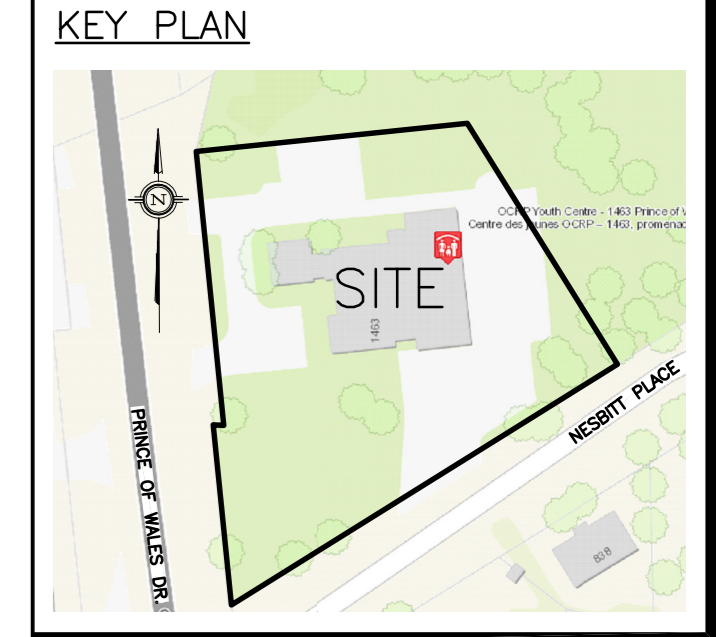 KEY PLAN
N
OCRP Youth Centre - 1463 Prince of
Centre des jeunes OCRP – 1463, promenad
SITE
1463
PRINCE OF WALES DR.
NESBITT PLACE
838